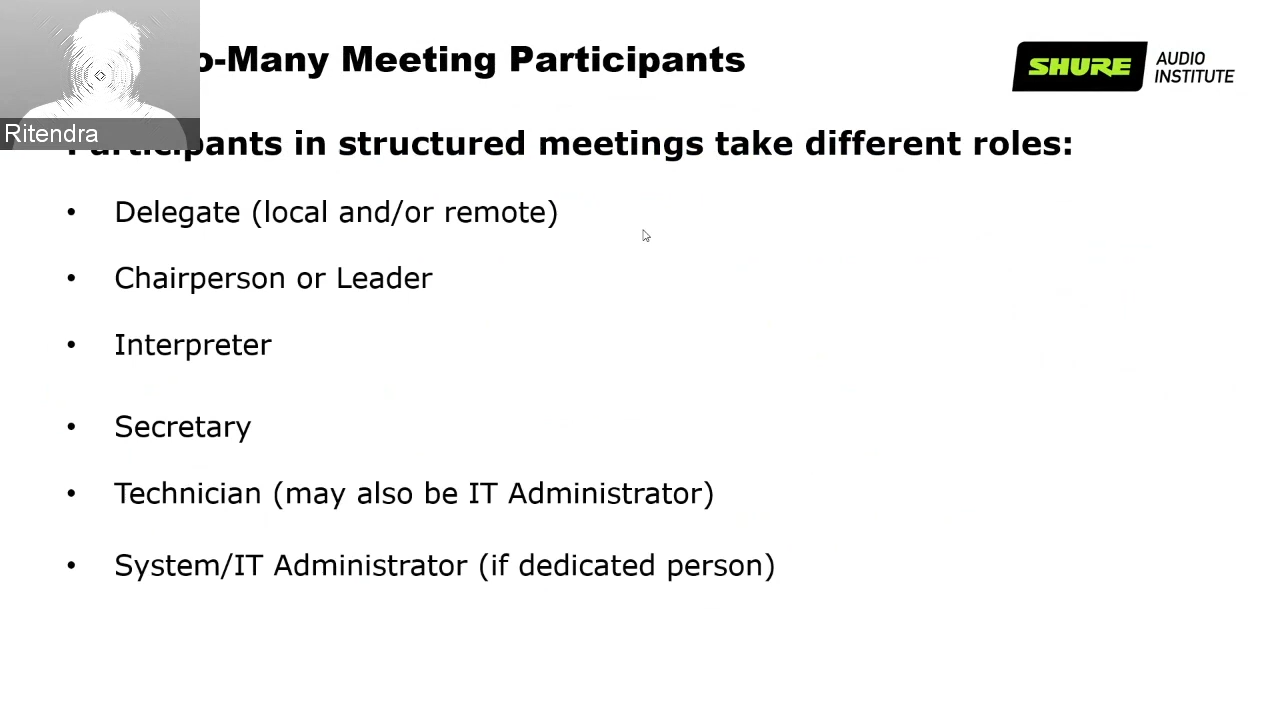 o-Many Meeting Participants
SHURE AUDIO INSTITUTE
Ritendra
Participants in structured meetings take different roles:
• Delegate (local and/or remote)
• Chairperson or Leader
• Interpreter
• Secretary
• Technician (may also be IT Administrator)
• System/IT Administrator (if dedicated person)